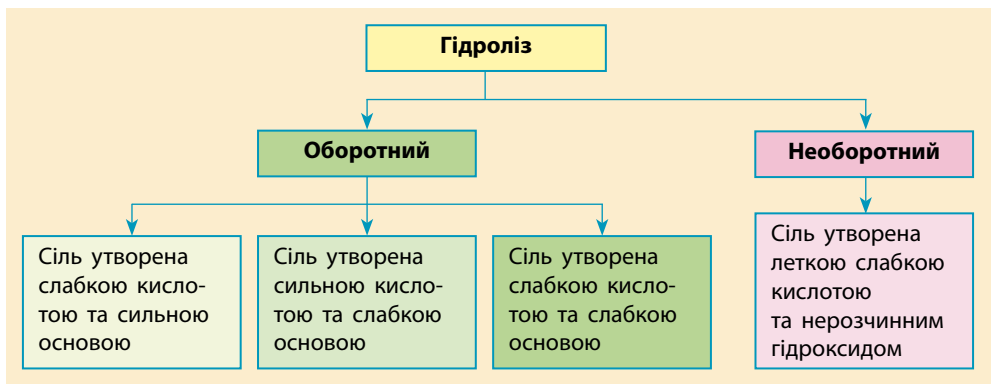 Гідроліз
Оборотний
Необоротний
Сіль утворена
слабкою кисло-
тою та сильною
основою
Сіль утворена
сильною кисло-
тою та слабкою
основою
Сіль утворена
слабкою кисло-
тою та слабкою
основою
Сіль утворена
леткою слабкою
кислотою
та нерозчинним
гідроксидом